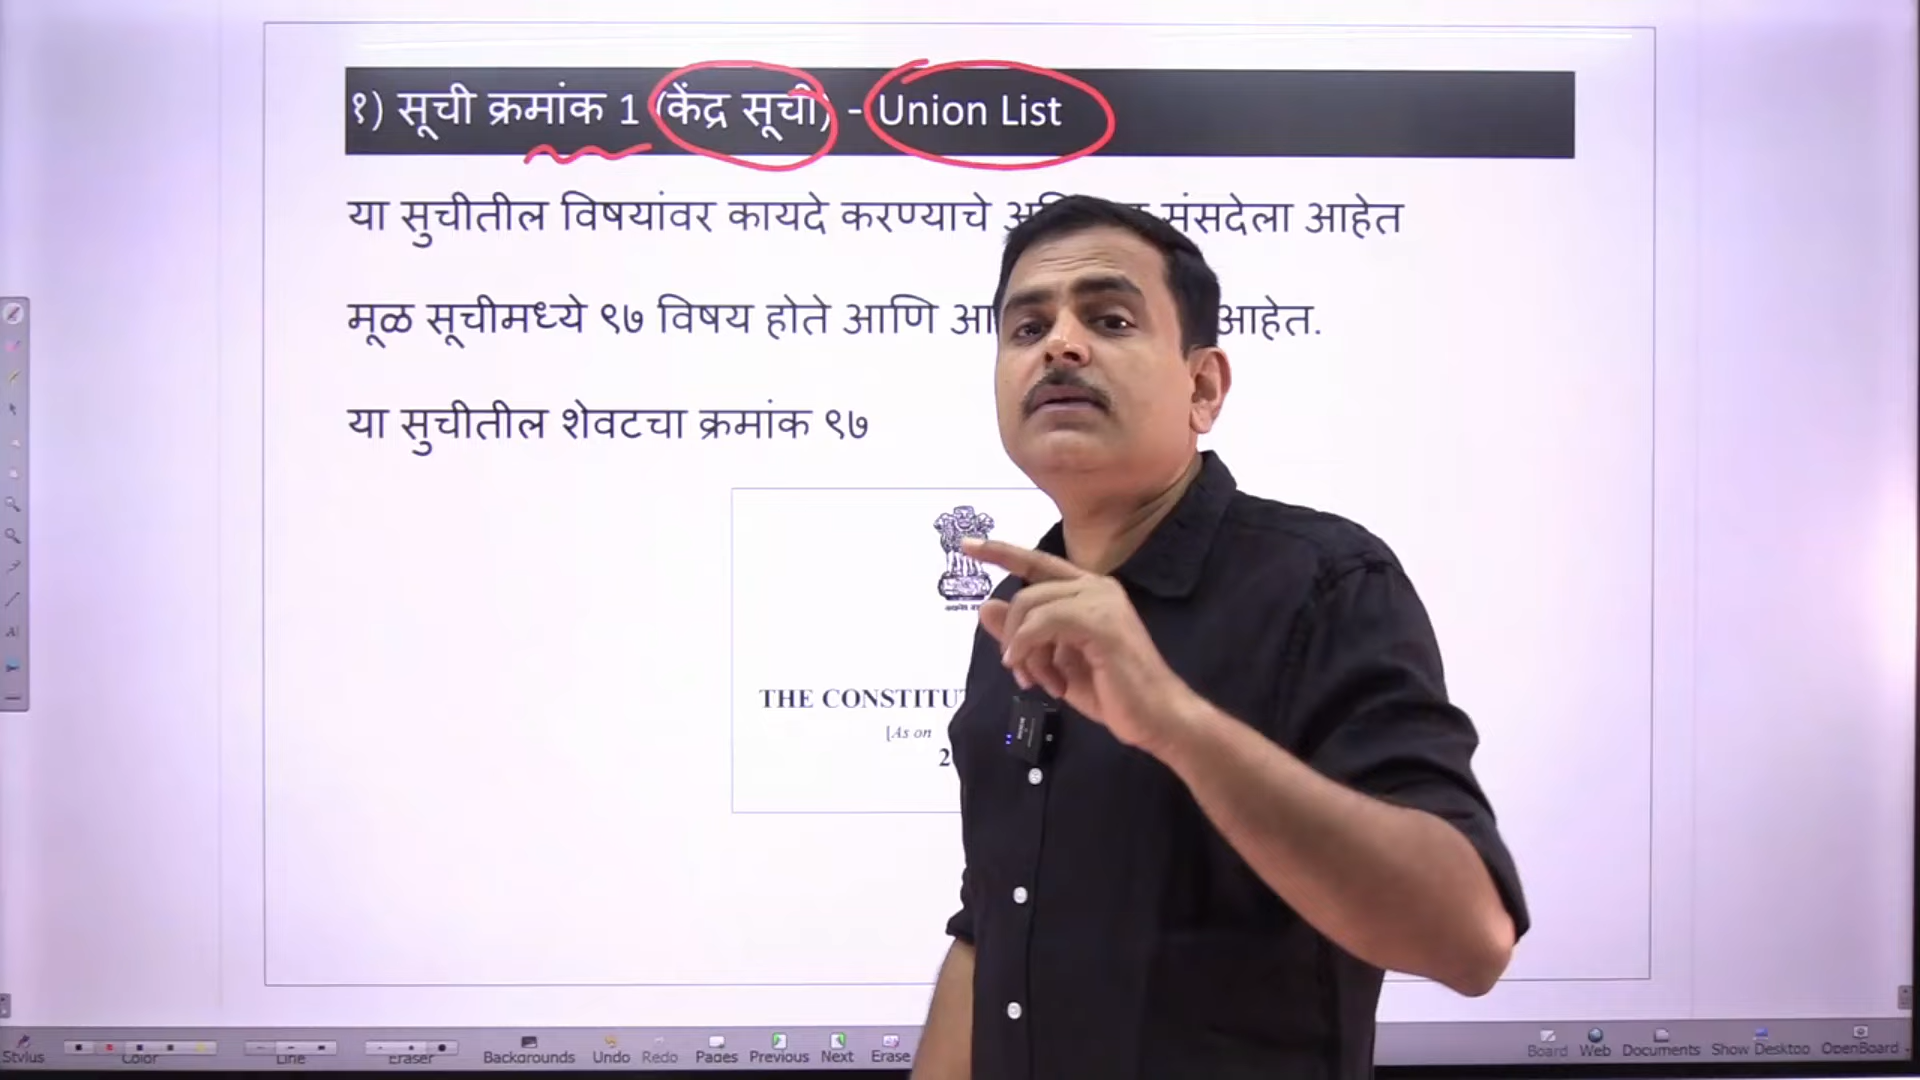 १) सूची क्रमांक 1 (केंद्र सूची) - Union List
या सुचीतील विषयांवर कायदे करण्याचे संसदेला आहेत
मूळ सूचीमध्ये ९७ विषय होते आणि आहेत.
या सुचीतील शेवटचा क्रमांक ९७
THE
[As on
Stylus
Color
Line
Eraser
Backgrounds
Undo
Redo
Pages
Previous
Next
Erase
Board
Web
Documents
Show Desktop
OpenBoard